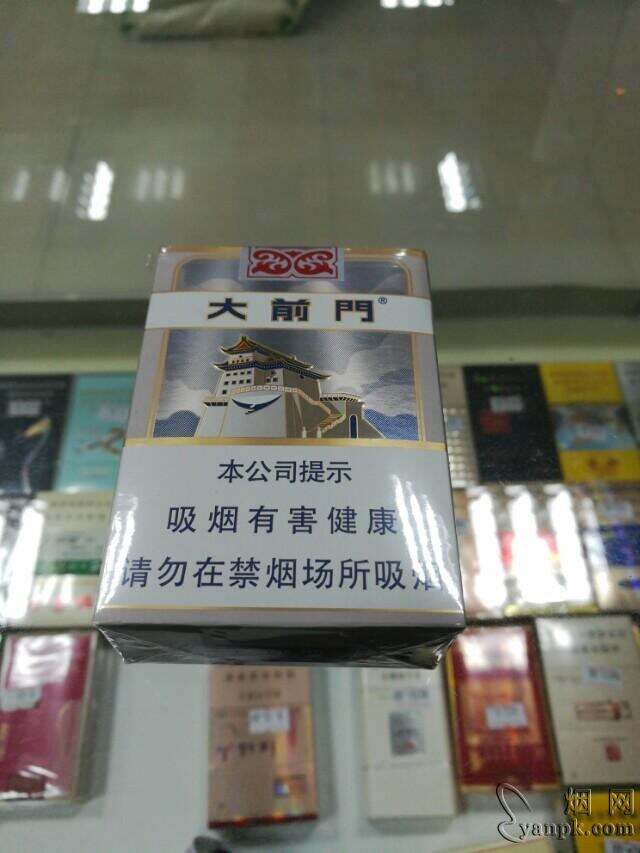 大前門®
本公司提示
吸烟有害健康
请勿在禁烟场所吸烟
烟网
yanpk.com